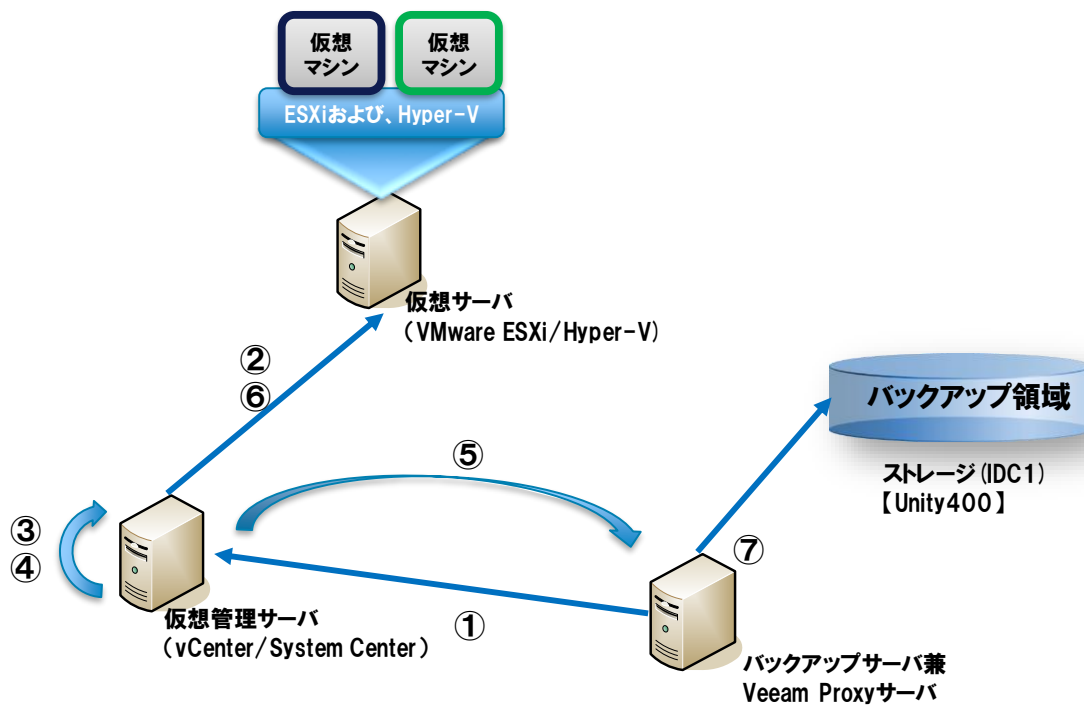 仮想
マシン
仮想
マシン
ESXiおよび、Hyper-V
仮想サーバ
（VMware ESXi/Hyper-V)
②
⑥
バックアップ領域
ストレージ(IDC1)
【Unity400】
⑤
③
④
⑦
仮想管理サーバ
（vCenter/System Center）
①
バックアップサーバ兼
Veeam Proxyサーバ